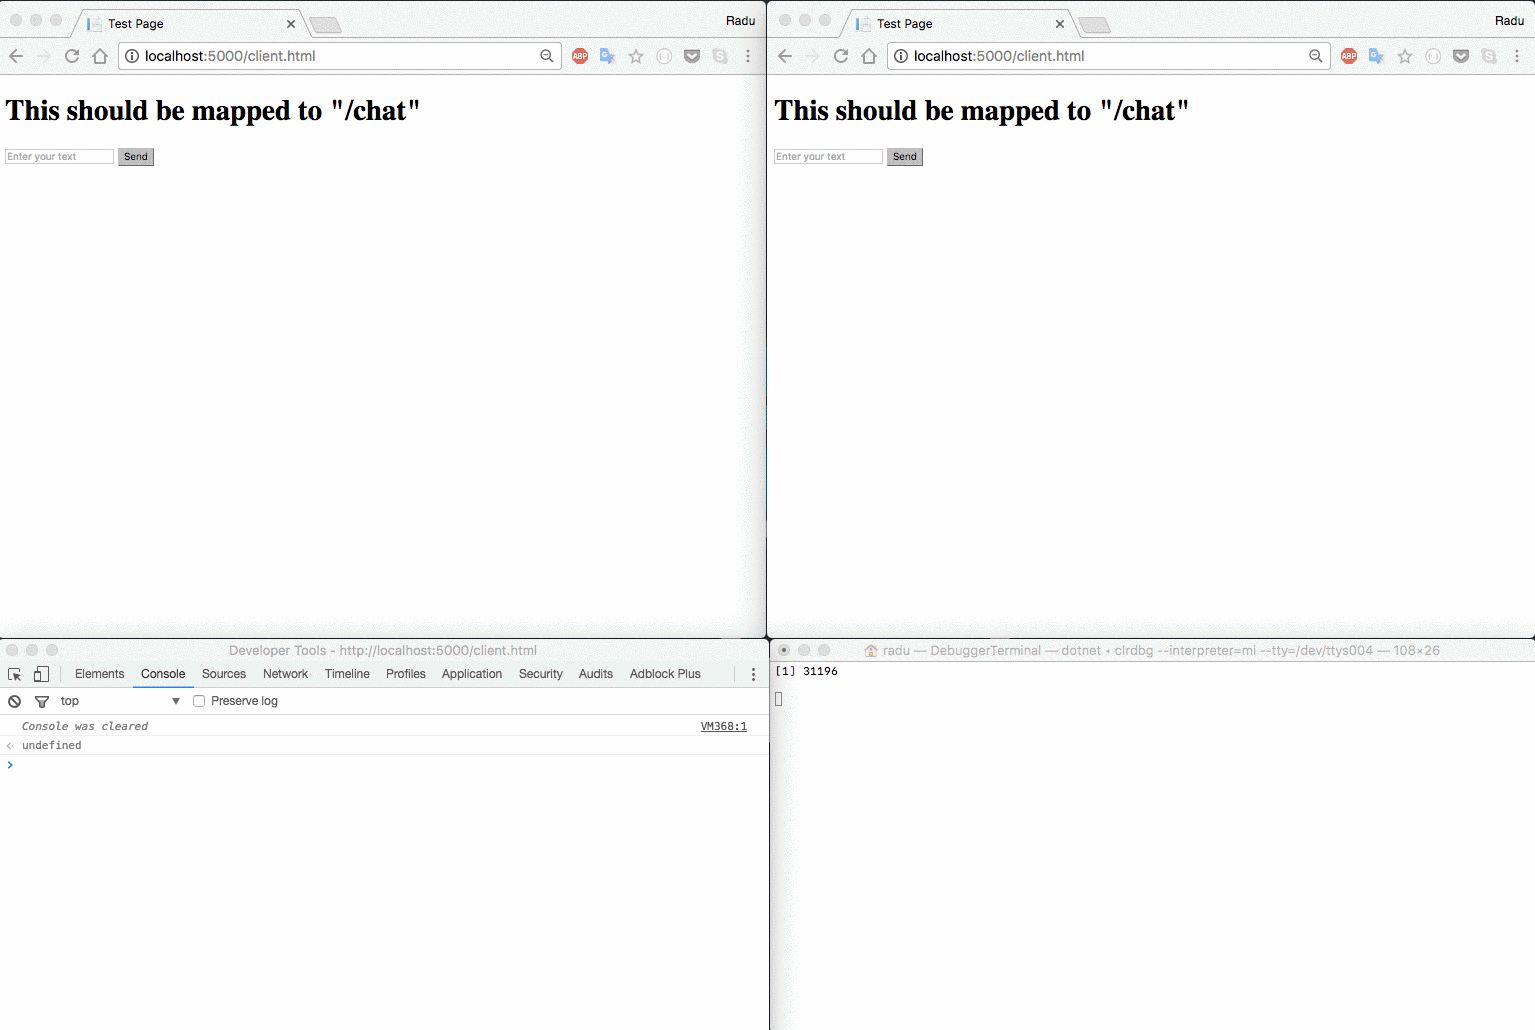 Test Page
Radu
localhost:5000/client.html
ABP
This should be mapped to "/chat"
Enter your text
Send
Test Page
Radu
localhost:5000/client.html
ABP
This should be mapped to "/chat"
Enter your text
Send
Developer Tools - http://localhost:5000/client.html
Elements Console Sources Network Timeline Profiles Application Security Audits Adblock Plus
top Preserve log
Console was cleared VM368:1
undefined
radu — DebuggerTerminal — dotnet • clrdbg --interpreter=mi --tty=/dev/ttys004 — 108×26
[1] 31196